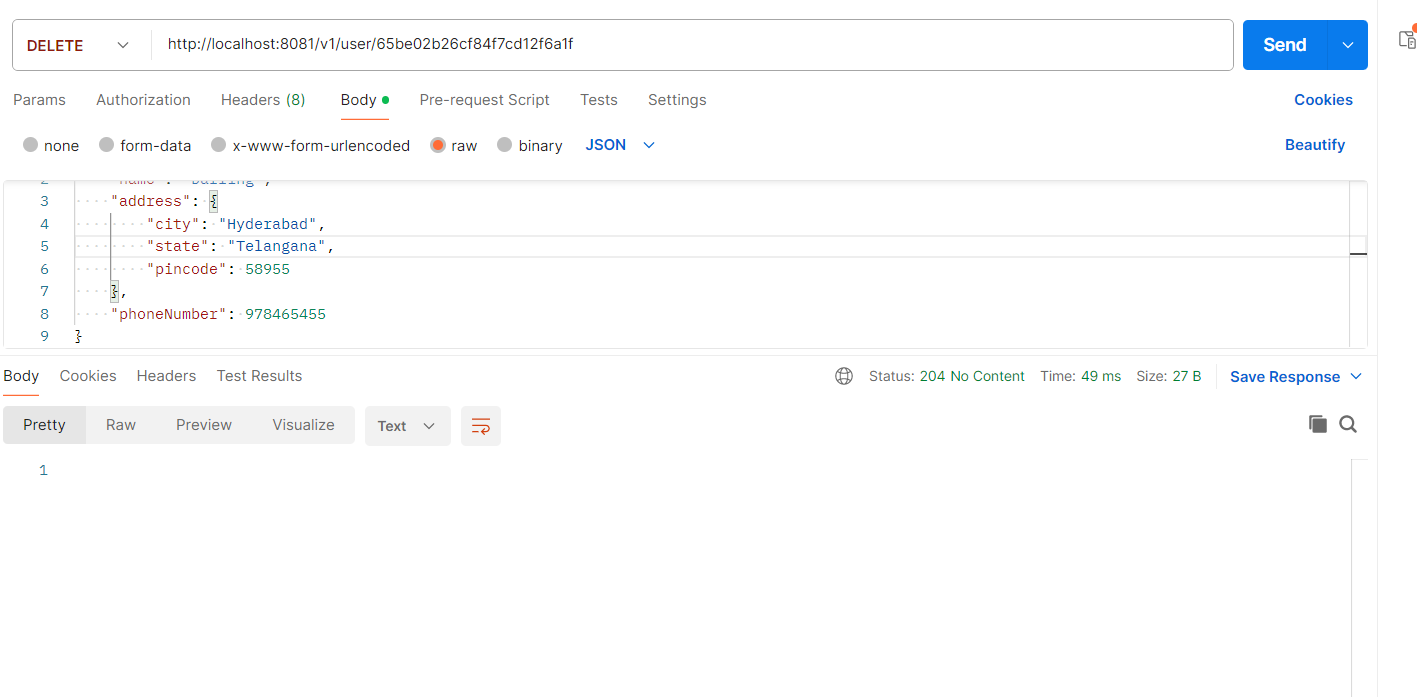 DELETE http://localhost:8081/v1/user/65be02b26cf84f7cd12f6a1f Send
Params Authorization Headers (8) Body Pre-request Script Tests Settings Cookies
none form-data x-www-form-urlencoded raw binary JSON Beautify
3 "address": {
4 "city": "Hyderabad",
5 "state": "Telangana",
6 "pincode": 58955
7 },
8 "phoneNumber": 978465455
9 }
Body Cookies Headers Test Results Status: 204 No Content Time: 49 ms Size: 27 B Save Response
Pretty Raw Preview Visualize Text
1